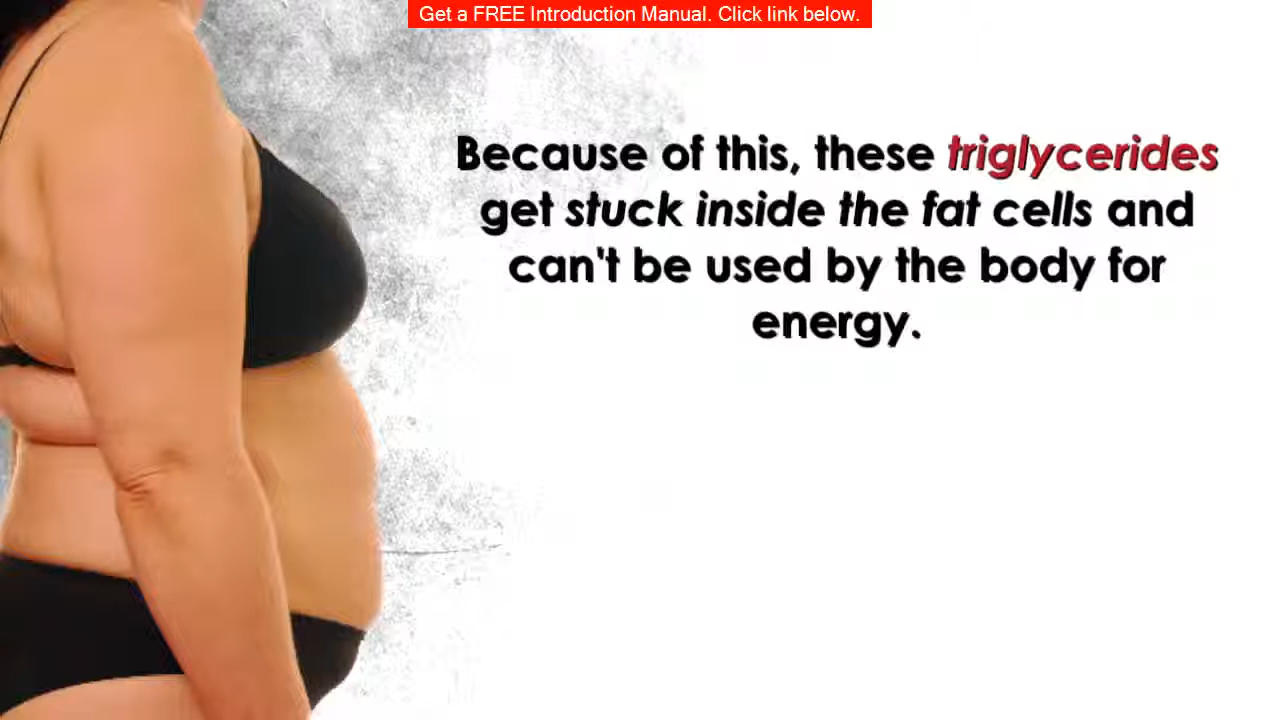 Get a FREE Introduction Manual. Click link below.
Because of this, these triglycerides
get stuck inside the fat cells and
can't be used by the body for
energy.